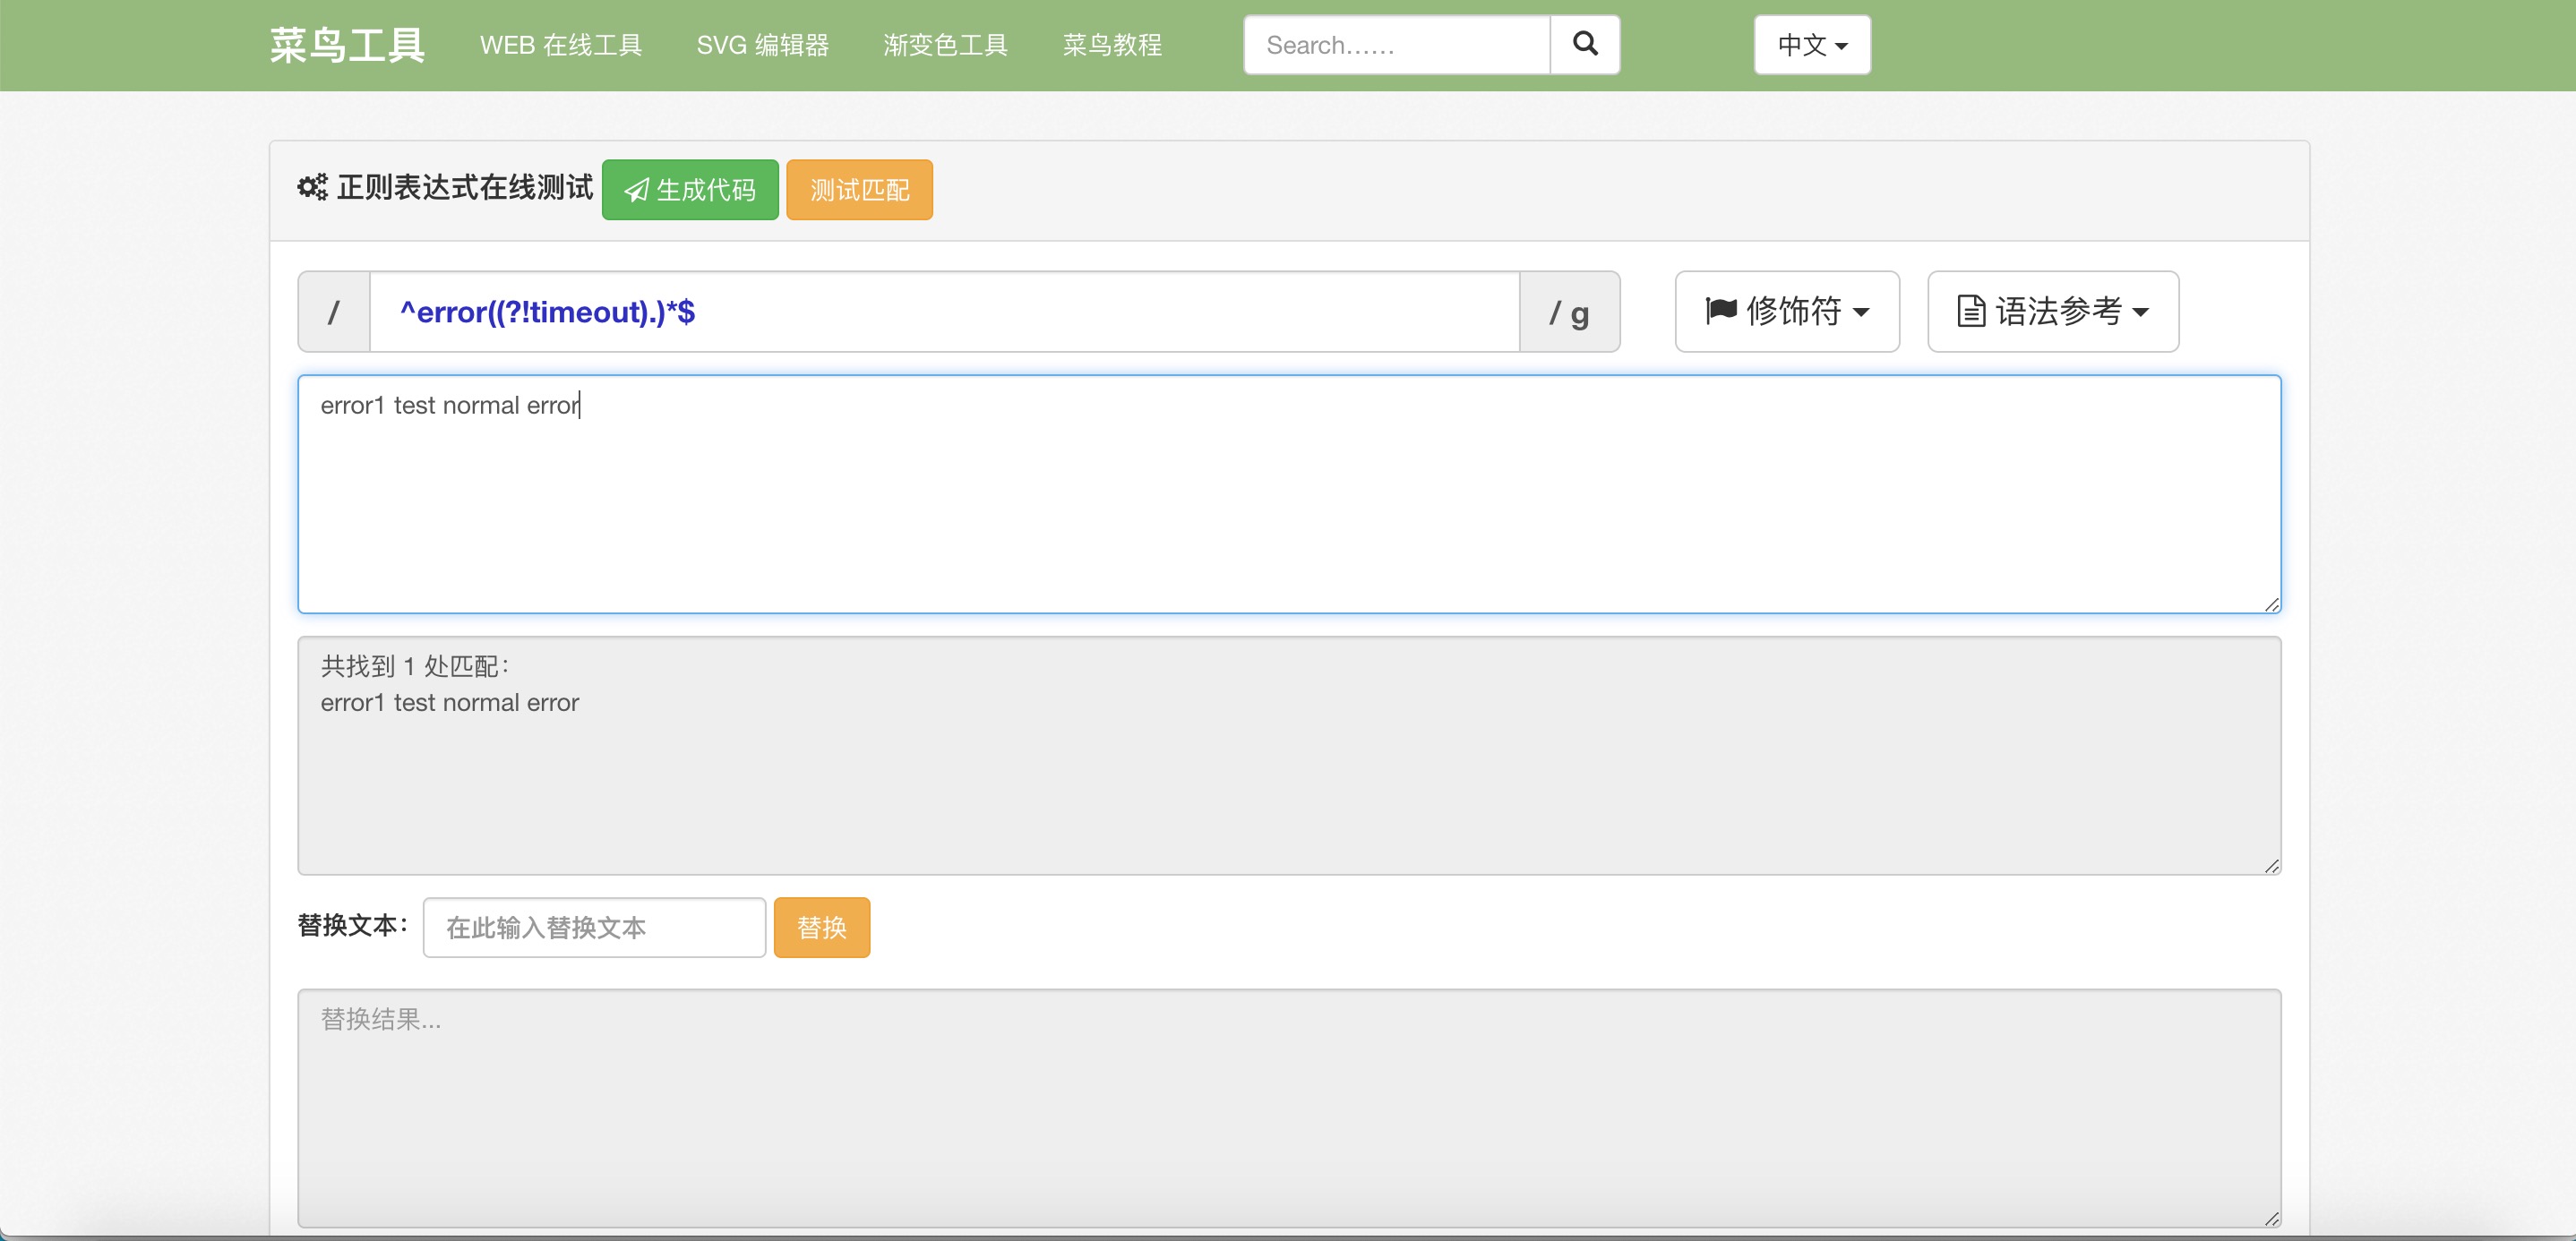 菜鸟工具 WEB 在线工具 SVG 编辑器 渐变色工具 菜鸟教程 Search...... 中文
正则表达式在线测试 生成代码 测试匹配
/ ^error((?!timeout).)*$ / g 修饰符 语法参考
error1 test normal error
共找到 1 处匹配：
error1 test normal error
替换文本： 在此输入替换文本 替换
替换结果...